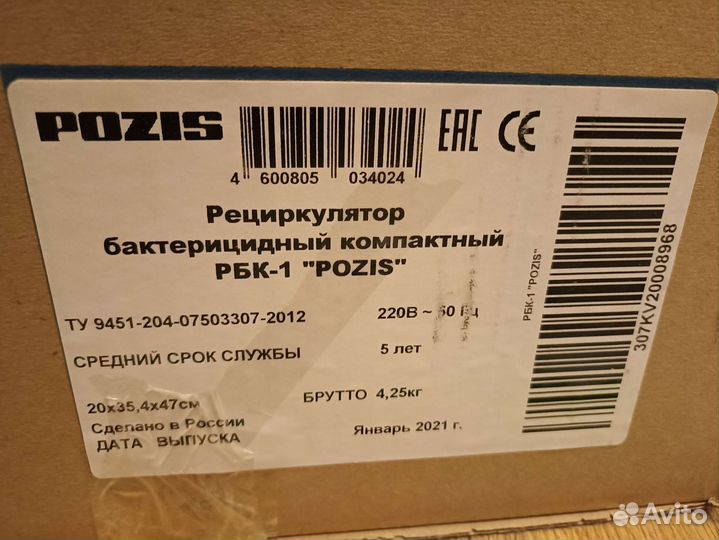 POZIS
EAC CE
4 600805 034024
Рециркулятор
бактерицидный компактный
РБК-1 "POZIS"
ТУ 9451-204-07503307-2012 220В ~ 50 Гц
СРЕДНИЙ СРОК СЛУЖБЫ 5 лет
20х35,4х47см БРУТТО 4,25кг
Сделано в России
ДАТА ВЫПУСКА Январь 2021 г.
РБК-1 "POZIS"
307KV20008968
Avito